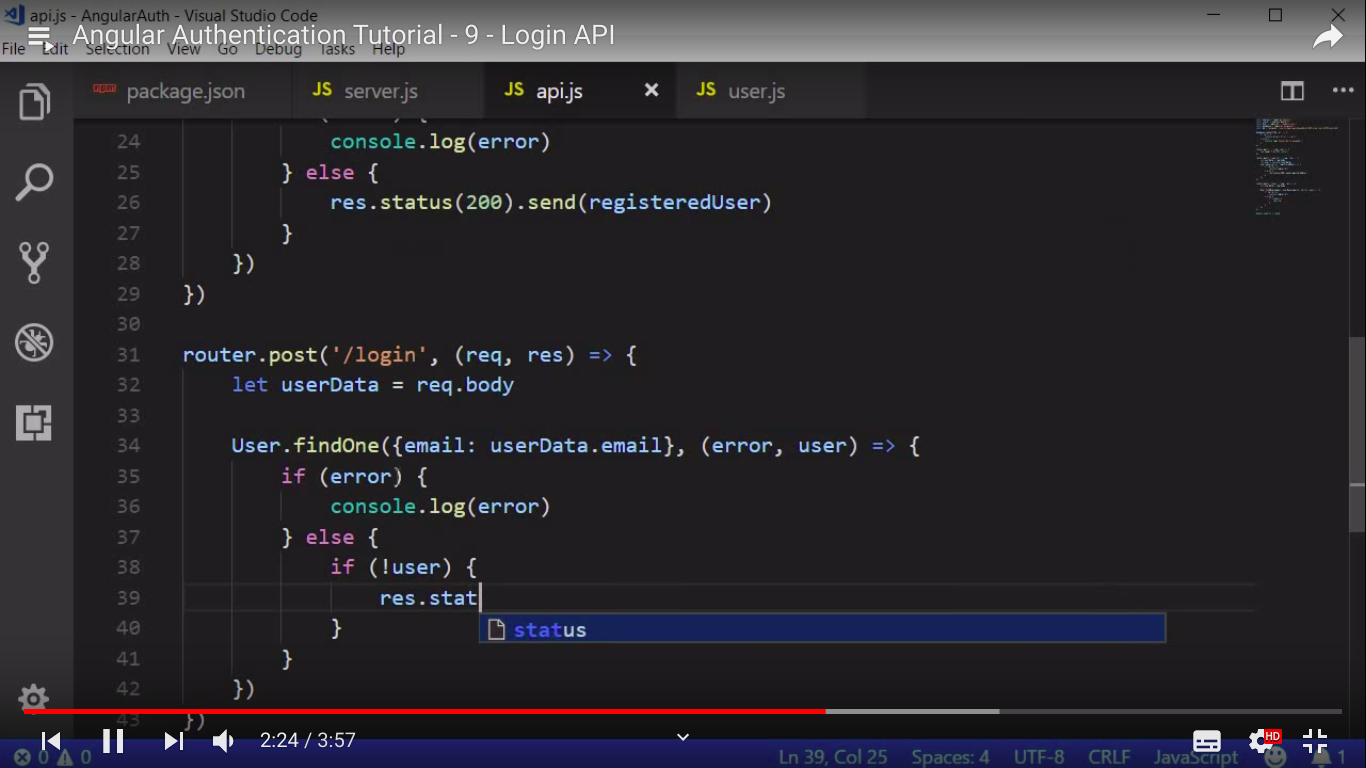 api.js - AngularAuth - Visual Studio Code
Angular Authentication Tutorial - 9 - Login API
File Edit Selection View Go Debug Tasks Help
npm package.json JS server.js JS api.js JS user.js
24 console.log(error)
25 } else {
26 res.status(200).send(registeredUser)
27 }
28 })
29 })
30
31 router.post('/login', (req, res) => {
32 let userData = req.body
33
34 User.findOne({email: userData.email}, (error, user) => {
35 if (error) {
36 console.log(error)
37 } else {
38 if (!user) {
39 res.stat
status
40 }
41 }
42 })
43 })
2:24 / 3:57
HD
0 0 Ln 39, Col 25 Spaces: 4 UTF-8 CRLF JavaScript 1